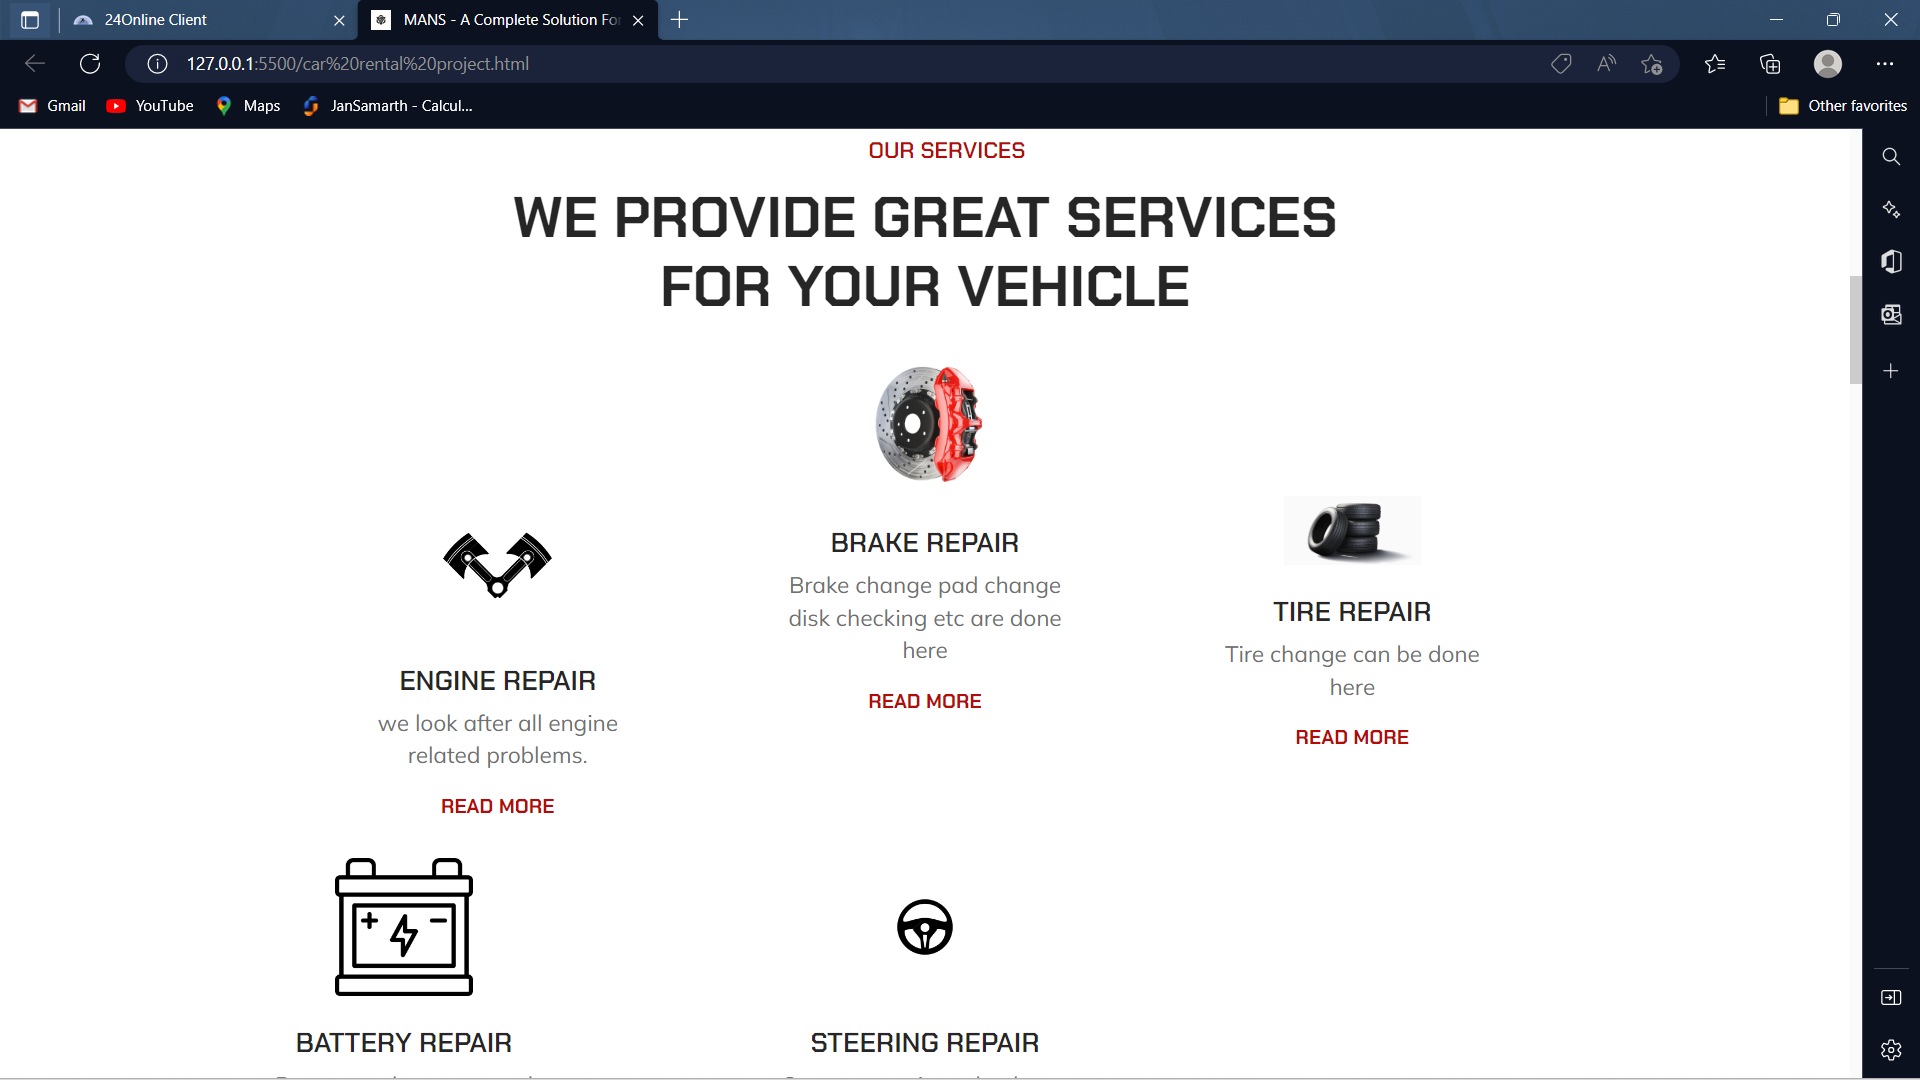 24Online Client
MANS - A Complete Solution Fo
127.0.0.1:5500/car%20rental%20project.html
Gmail
YouTube
Maps
JanSamarth - Calcul...
Other favorites
OUR SERVICES
WE PROVIDE GREAT SERVICES
FOR YOUR VEHICLE
ENGINE REPAIR
we look after all engine
related problems.
READ MORE
BRAKE REPAIR
Brake change pad change
disk checking etc are done
here
READ MORE
TIRE REPAIR
Tire change can be done
here
READ MORE
BATTERY REPAIR
STEERING REPAIR